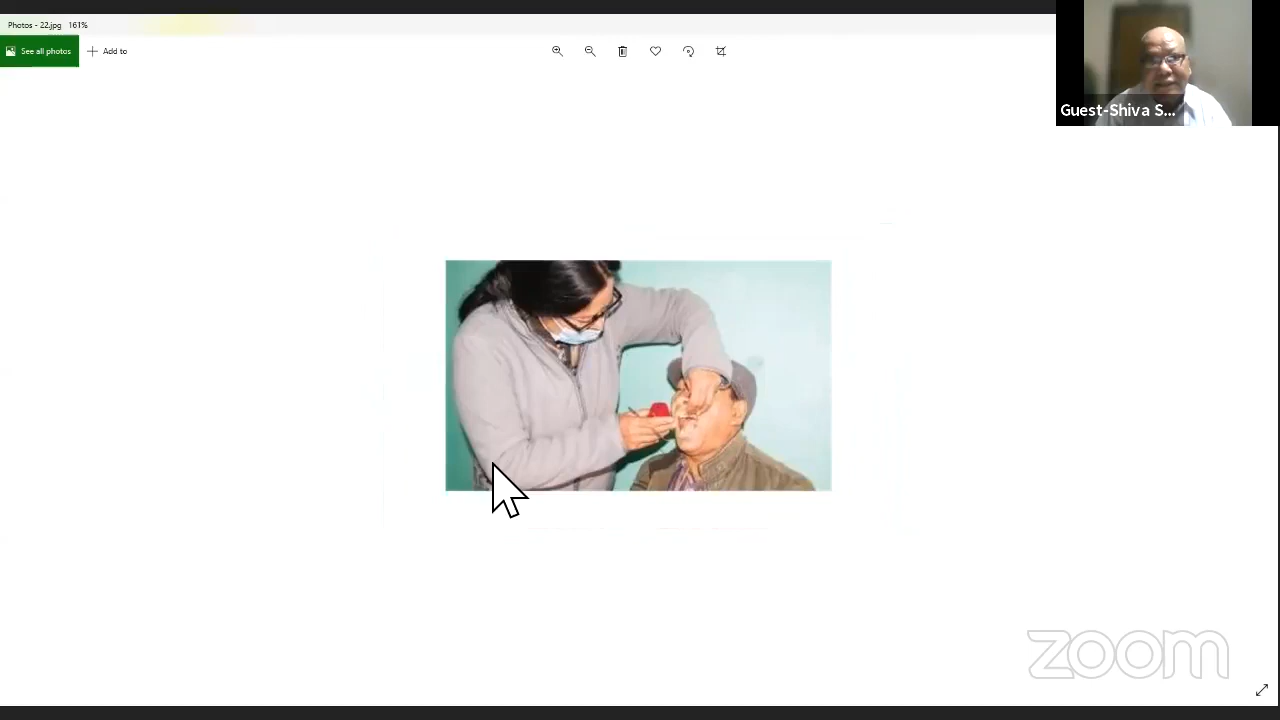 Photos - 22.jpg 161%
See all photos
Add to
Guest-Shiva S...
zoom